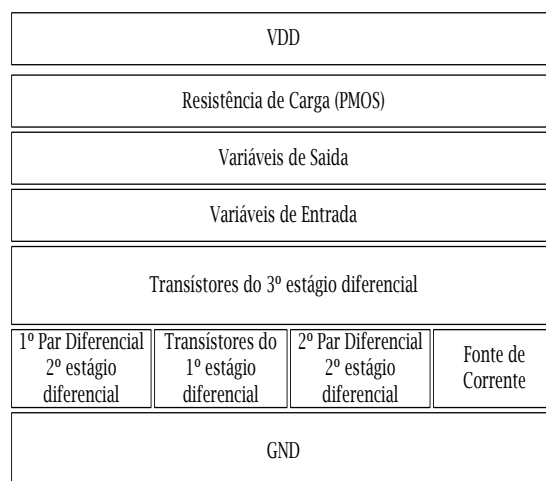 VDD
Resistência de Carga (PMOS)
Variáveis de Saida
Variáveis de Entrada
Transístores do 3º estágio diferencial
1º Par Diferencial
2º estágio
diferencial
Transístores do
1º estágio
diferencial
2º Par Diferencial
2º estágio
diferencial
Fonte de
Corrente
GND